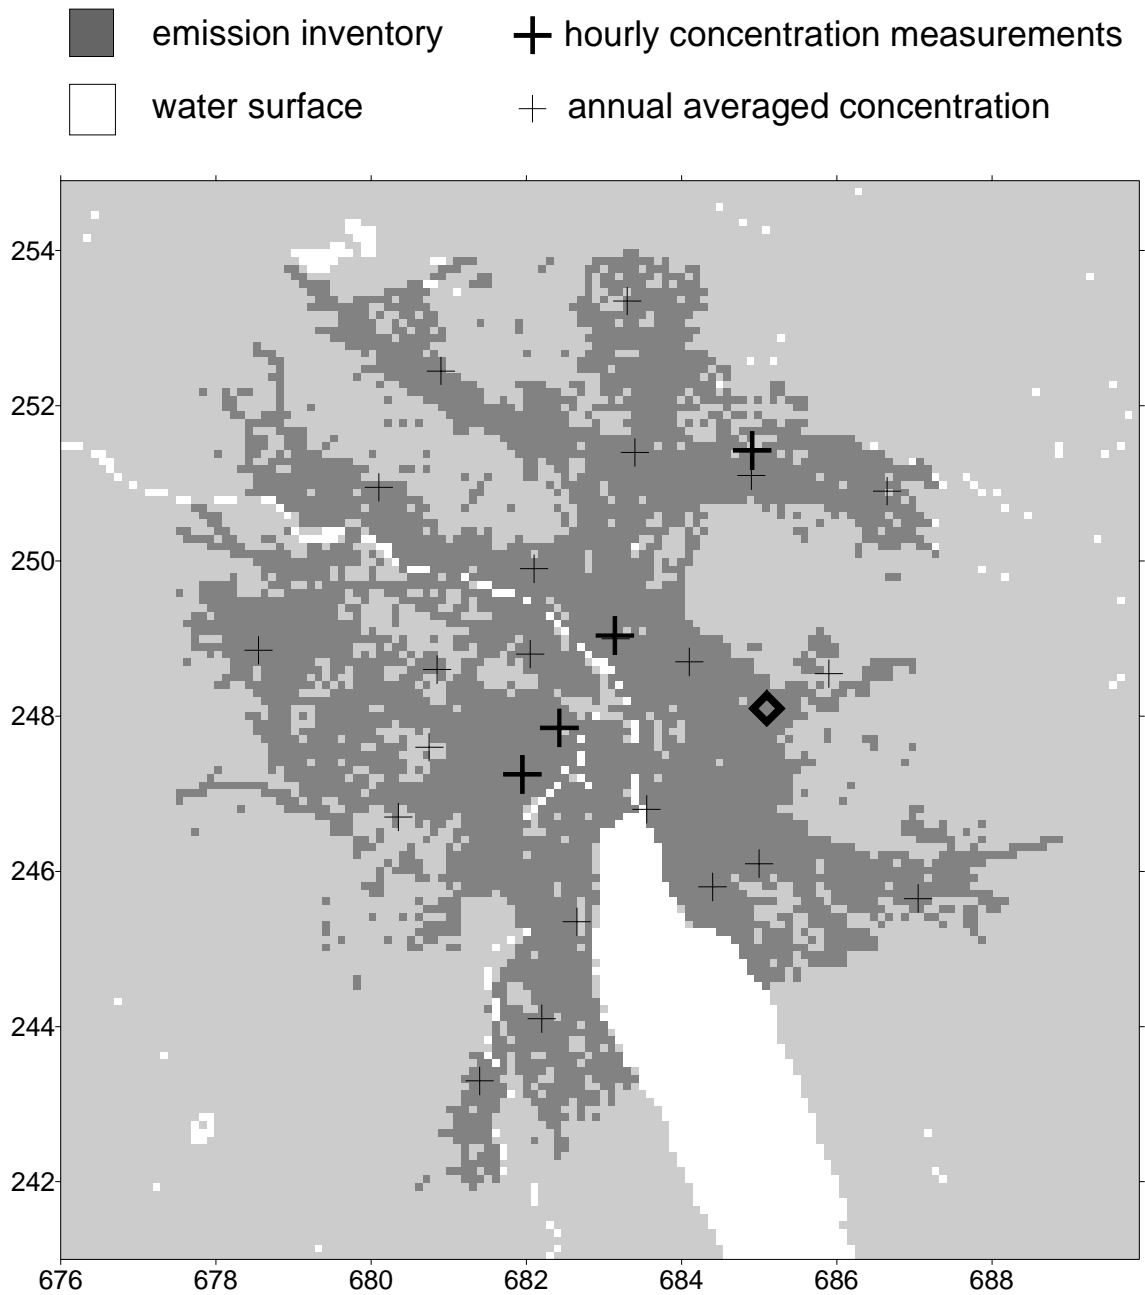 emission inventory
hourly concentration measurements
water surface
annual averaged concentration
254
252
250
248
246
244
242
676 678 680 682 684 686 688